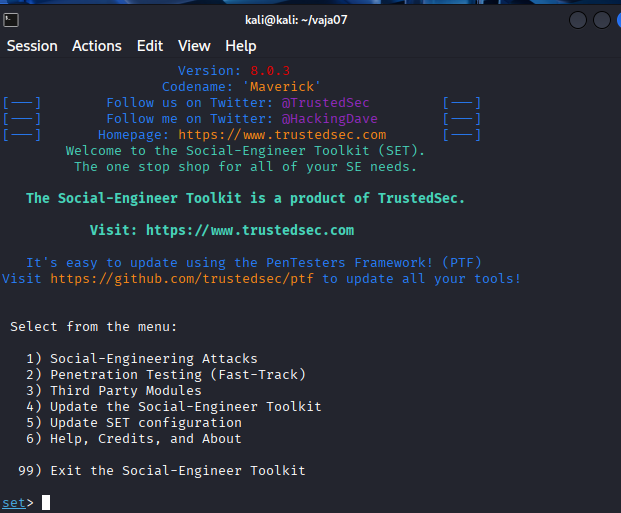 kali@kali: ~/vaja07
Session Actions Edit View Help
Version: 8.0.3
Codename: 'Maverick'
[---] Follow us on Twitter: @TrustedSec [---]
[---] Follow me on Twitter: @HackingDave [---]
[---] Homepage: https://www.trustedsec.com [---]
Welcome to the Social-Engineer Toolkit (SET).
The one stop shop for all of your SE needs.
The Social-Engineer Toolkit is a product of TrustedSec.
Visit: https://www.trustedsec.com
It's easy to update using the PenTesters Framework! (PTF)
Visit https://github.com/trustedsec/ptf to update all your tools!
Select from the menu:
1) Social-Engineering Attacks
2) Penetration Testing (Fast-Track)
3) Third Party Modules
4) Update the Social-Engineer Toolkit
5) Update SET configuration
6) Help, Credits, and About
99) Exit the Social-Engineer Toolkit
set>